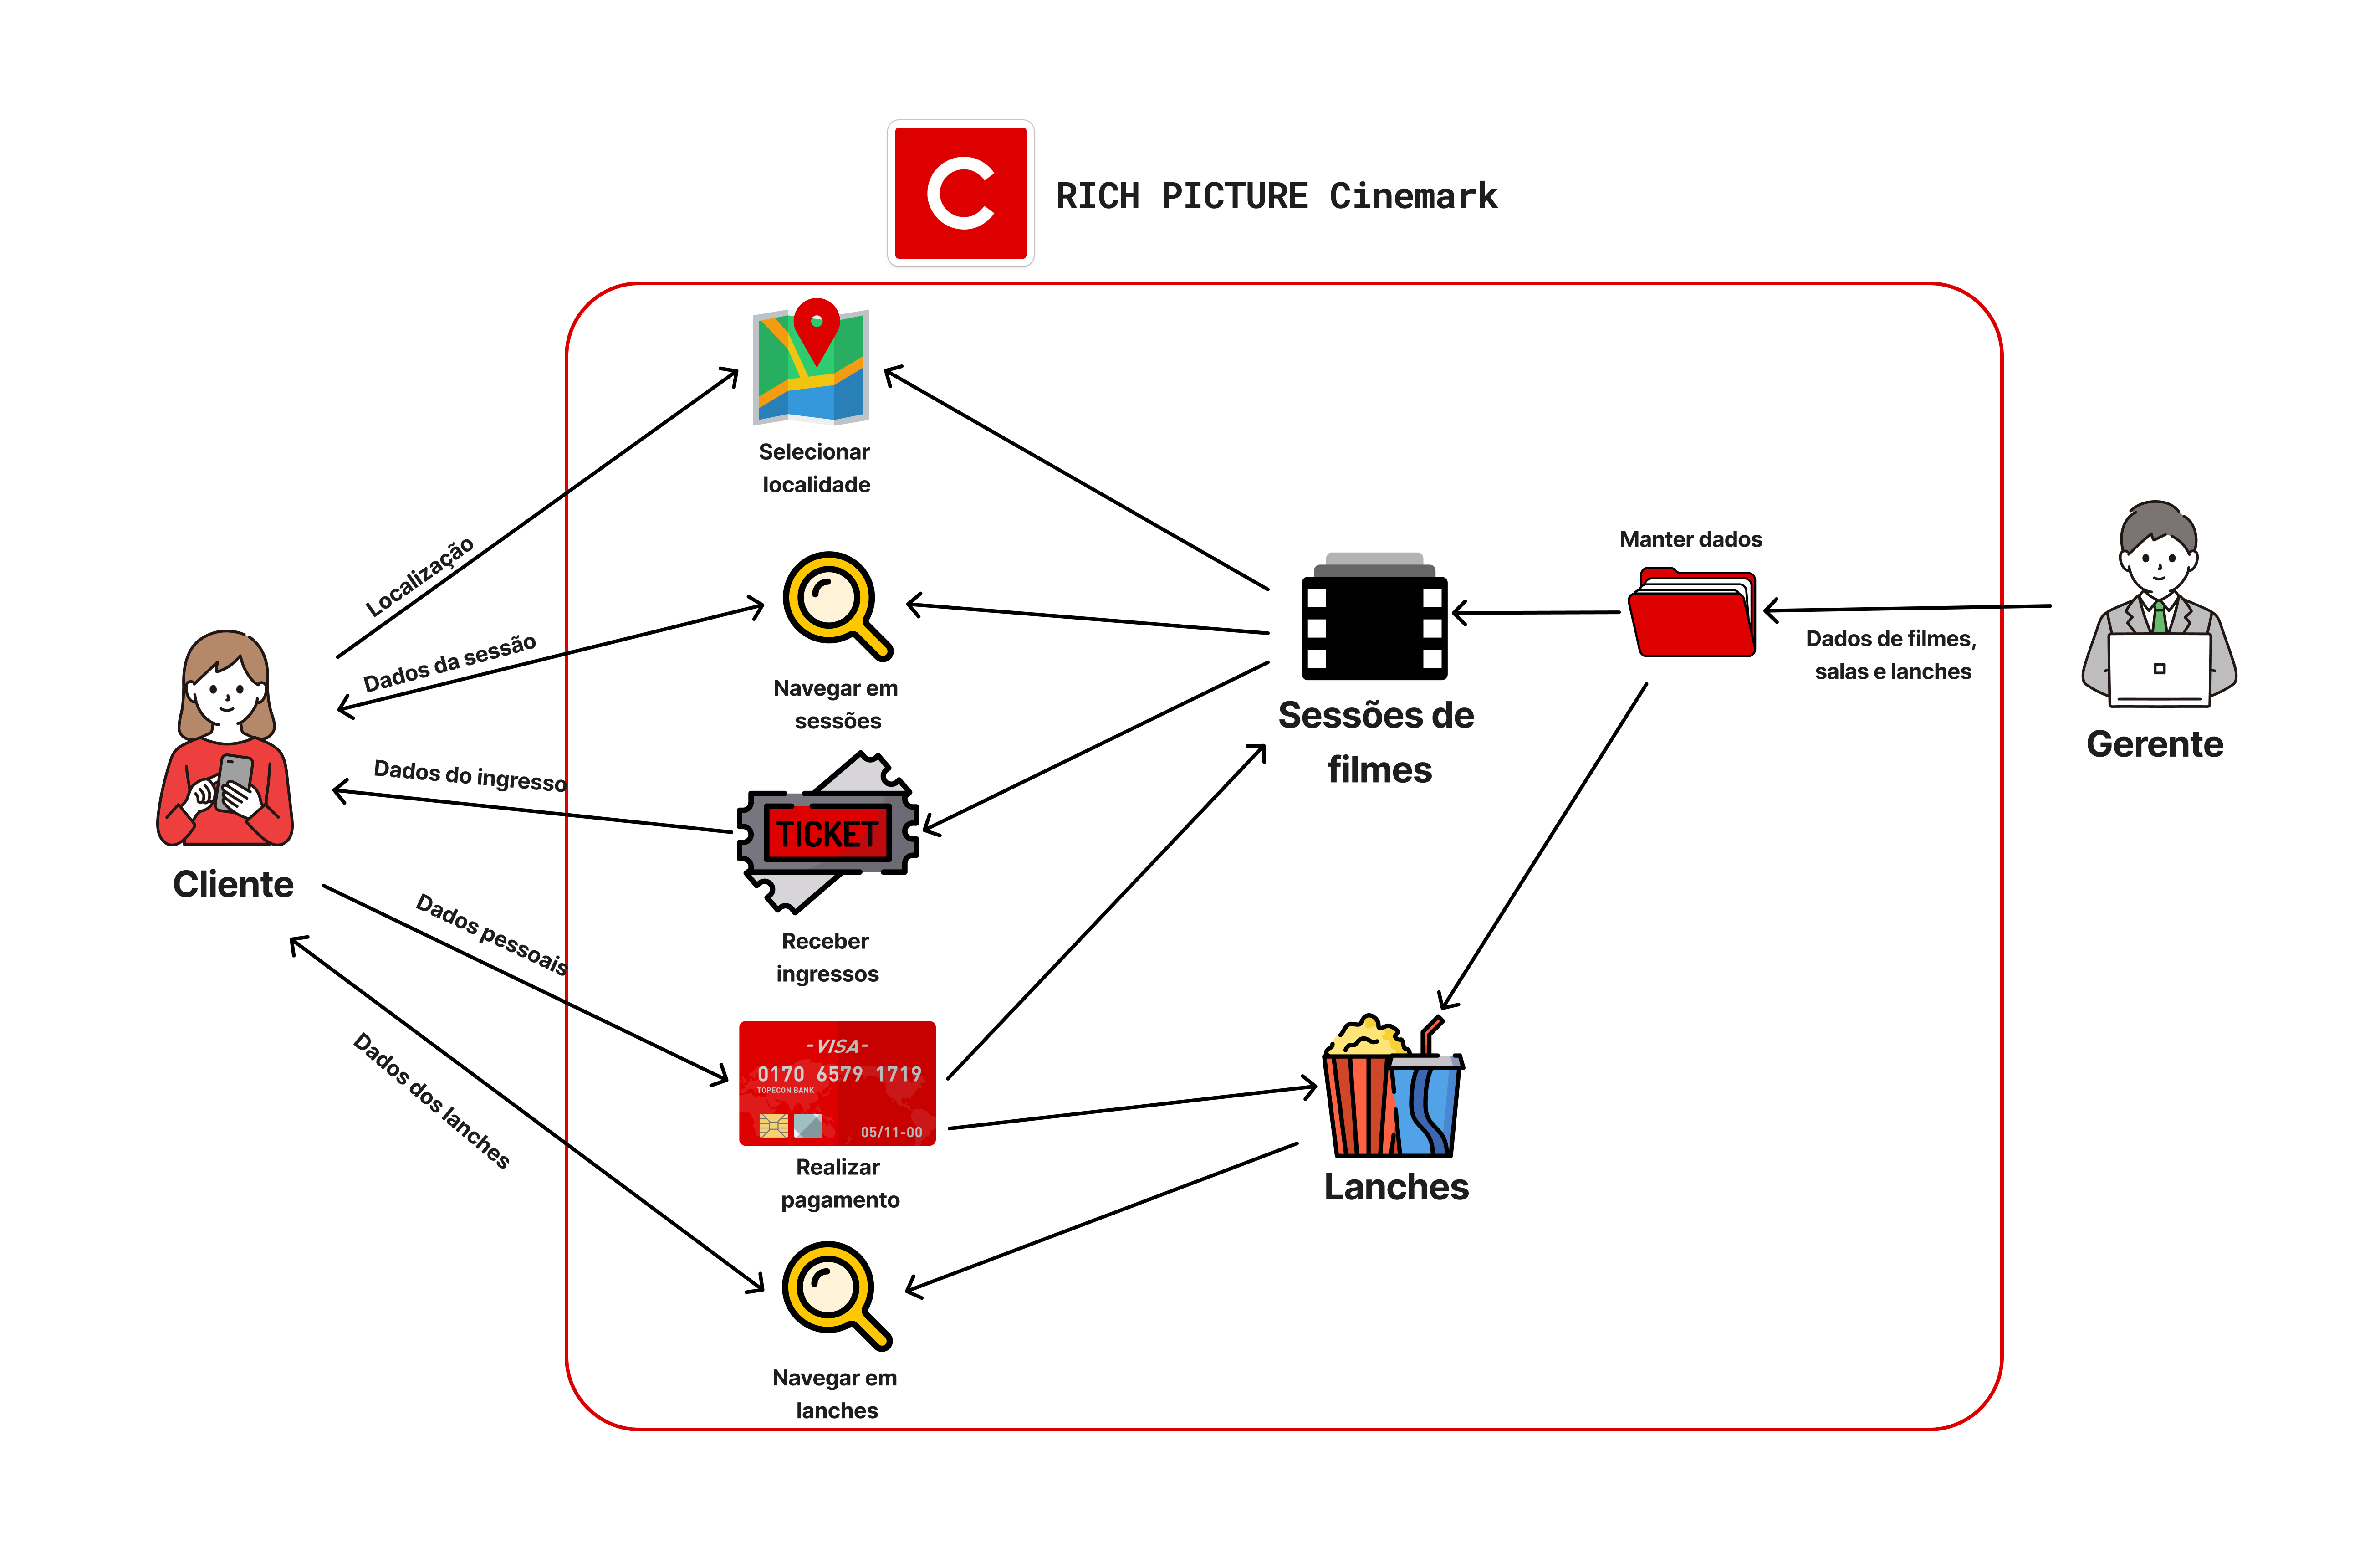 C
RICH PICTURE Cinemark
Selecionar
localidade
Localização
Dados da sessão
Navegar em
sessões
Dados do ingresso
TICKET
Receber
ingressos
Cliente
Dados pessoais
-VISA-
0170 6579 1719
TOPECON BANK
05/11-00
Realizar
pagamento
Dados dos lanches
Navegar em
lanches
Sessões de
filmes
Manter dados
Dados de filmes,
salas e lanches
Gerente
Lanches